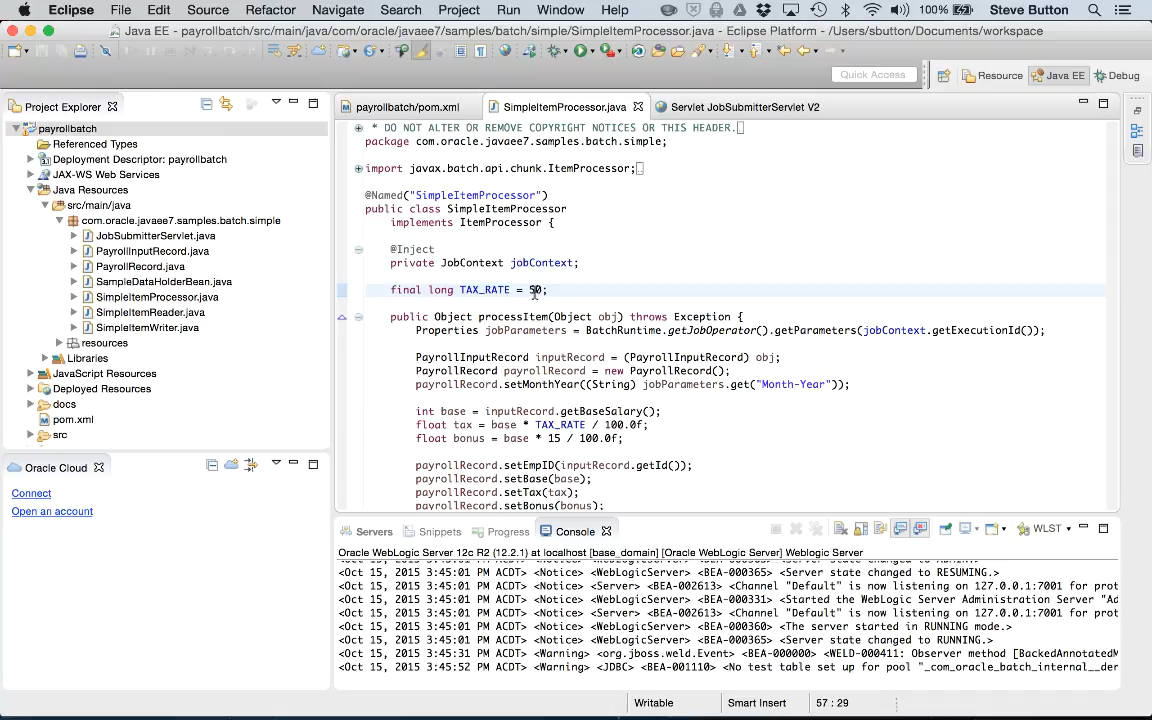 Eclipse File Edit Source Refactor Navigate Search Project Run Window Help 100% Steve Button
Java EE - payrollbatch/src/main/java/com/oracle/javaee7/samples/batch/simple/SimpleItemProcessor.java - Eclipse Platform - /Users/sbutton/Documents/workspace
Quick Access Resource Java EE Debug
Project Explorer
payrollbatch
Referenced Types
Deployment Descriptor: payrollbatch
JAX-WS Web Services
Java Resources
src/main/java
com.oracle.javaee7.samples.batch.simple
JobSubmitterServlet.java
PayrollInputRecord.java
PayrollRecord.java
SampleDataHolderBean.java
SimpleItemProcessor.java
SimpleItemReader.java
SimpleItemWriter.java
resources
Libraries
JavaScript Resources
Deployed Resources
docs
pom.xml
src
Oracle Cloud
Connect
Open an account
payrollbatch/pom.xml SimpleItemProcessor.java Servlet JobSubmitterServlet V2
* DO NOT ALTER OR REMOVE COPYRIGHT NOTICES OR THIS HEADER.
package com.oracle.javaee7.samples.batch.simple;
import javax.batch.api.chunk.ItemProcessor;
@Named("SimpleItemProcessor")
public class SimpleItemProcessor
implements ItemProcessor {
@Inject
private JobContext jobContext;
final long TAX_RATE = 50;
public Object processItem(Object obj) throws Exception {
Properties jobParameters = BatchRuntime.getJobOperator().getParameters(jobContext.getExecutionId());
PayrollInputRecord inputRecord = (PayrollInputRecord) obj;
PayrollRecord payrollRecord = new PayrollRecord();
payrollRecord.setMonthYear((String) jobParameters.get("Month-Year"));
int base = inputRecord.getBaseSalary();
float tax = base * TAX_RATE / 100.0f;
float bonus = base * 15 / 100.0f;
payrollRecord.setEmpID(inputRecord.getId());
payrollRecord.setBase(base);
payrollRecord.setTax(tax);
payrollRecord.setBonus(bonus);
Servers Snippets Progress Console WLST
Oracle WebLogic Server 12c R2 (12.2.1) at localhost [base_domain] [Oracle WebLogic Server] Weblogic Server
<Oct 15, 2015 3:45:01 PM ACDT> <Notice> <WebLogicServer> <BEA-000365> <Server state changed to RESUMING.>
<Oct 15, 2015 3:45:01 PM ACDT> <Notice> <Server> <BEA-002613> <Channel "Default" is now listening on 127.0.0.1:7001 for prot
<Oct 15, 2015 3:45:01 PM ACDT> <Notice> <WebLogicServer> <BEA-000331> <Started the WebLogic Server Administration Server "Ad
<Oct 15, 2015 3:45:01 PM ACDT> <Notice> <Server> <BEA-002613> <Channel "Default" is now listening on 127.0.0.1:7001 for prot
<Oct 15, 2015 3:45:01 PM ACDT> <Notice> <WebLogicServer> <BEA-000360> <The server started in RUNNING mode.>
<Oct 15, 2015 3:45:01 PM ACDT> <Notice> <WebLogicServer> <BEA-000365> <Server state changed to RUNNING.>
<Oct 15, 2015 3:45:31 PM ACDT> <Warning> <org.jboss.weld.Event> <BEA-000000> <WELD-000411: Observer method [BackedAnnotatedM
<Oct 15, 2015 3:45:52 PM ACDT> <Warning> <JDBC> <BEA-001110> <No test table set up for pool "_com_oracle_batch_internal__der
Writable Smart Insert 57 : 29